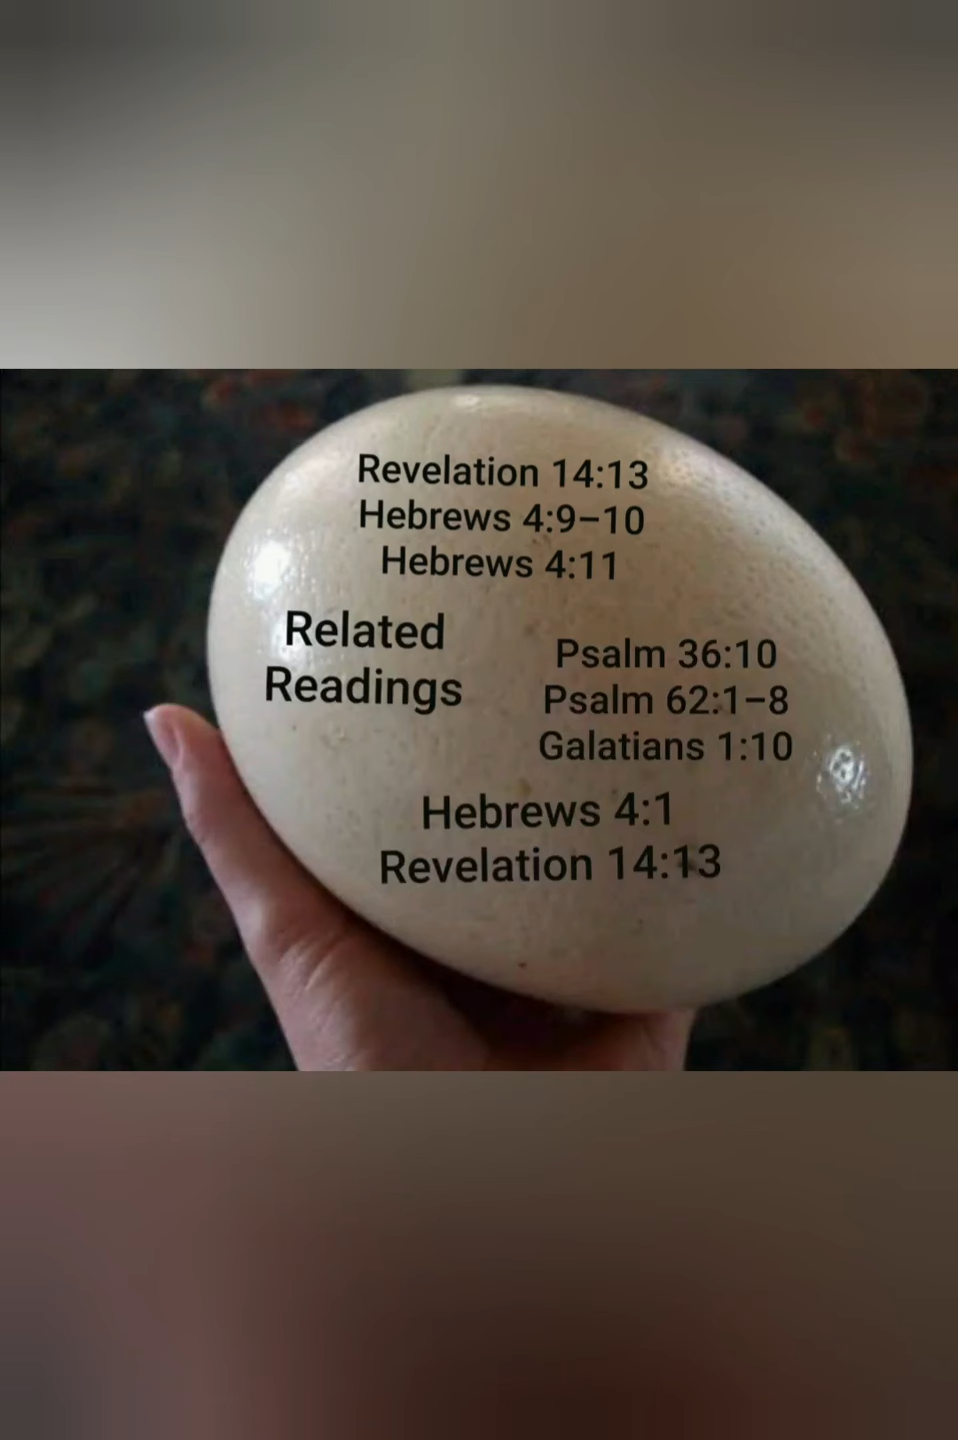 Revelation 14:13
Hebrews 4:9–10
Hebrews 4:11
Related
Readings
Psalm 36:10
Psalm 62:1–8
Galatians 1:10
Hebrews 4:1
Revelation 14:13